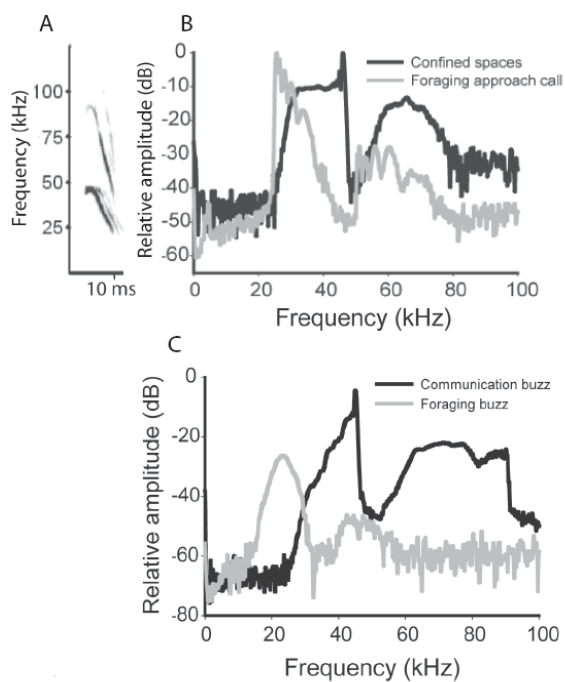 A
B
Frequency (kHz)
100
75
50
25
10 ms
Relative amplitude (dB)
0
-10
-20
-30
-40
-50
-60
Confined spaces
Foraging approach call
0
20
40
60
80
100
Frequency (kHz)
C
Relative amplitude (dB)
0
-20
-40
-60
-80
Communication buzz
Foraging buzz
0
20
40
60
80
100
Frequency (kHz)